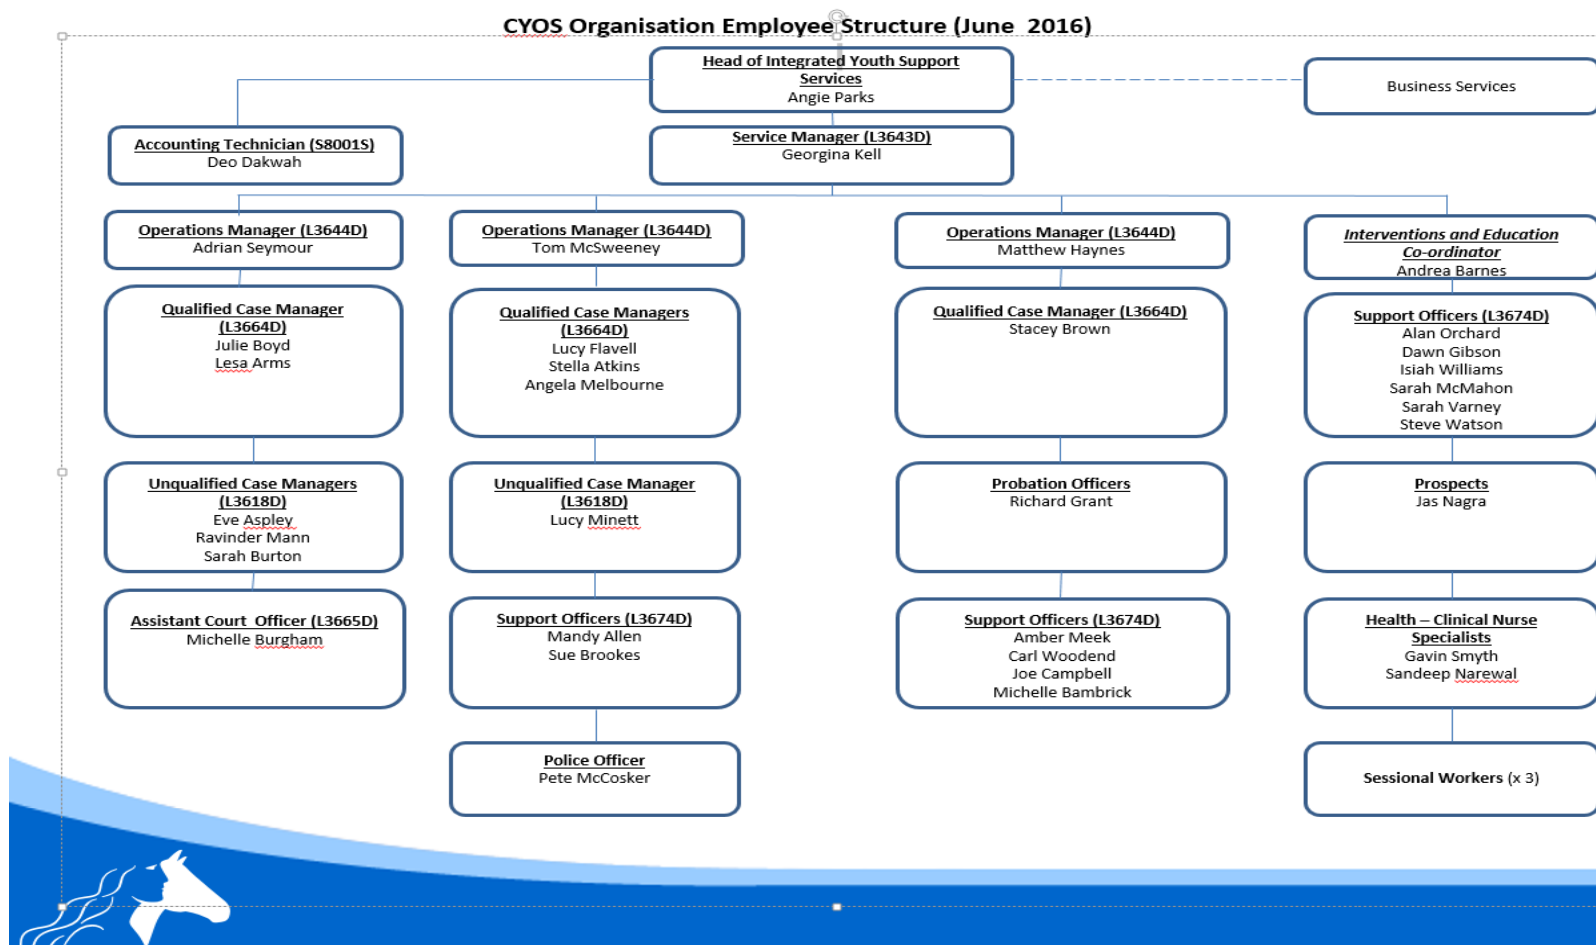 CYOS Organisation Employee Structure (June  2016)
Head of Integrated Youth Support
Services
Angie Parks
Business Services
Accounting Technician (S8001S)
Deo Dakwah
Service Manager (L3643D)
Georgina Kell
Operations Manager (L3644D)
Adrian Seymour
Operations Manager (L3644D)
Tom McSweeney
Operations Manager (L3644D)
Matthew Haynes
Interventions and Education
Co-ordinator
Andrea Barnes
Qualified Case Manager
(L3664D)
Julie Boyd
Lesa Arms
Qualified Case Managers
(L3664D)
Lucy Flavell
Stella Atkins
Angela Melbourne
Qualified Case Manager (L3664D)
Stacey Brown
Support Officers (L3674D)
Alan Orchard
Dawn Gibson
Isiah Williams
Sarah McMahon
Sarah Varney
Steve Watson
Unqualified Case Managers
(L3618D)
Eve Aspley
Ravinder Mann
Sarah Burton
Unqualified Case Manager
(L3618D)
Lucy Minett
Probation Officers
Richard Grant
Prospects
Jas Nagra
Assistant Court  Officer (L3665D)
Michelle Burgham
Support Officers (L3674D)
Mandy Allen
Sue Brookes
Support Officers (L3674D)
Amber Meek
Carl Woodend
Joe Campbell
Michelle Bambrick
Health – Clinical Nurse
Specialists
Gavin Smyth
Sandeep Narewal
Police Officer
Pete McCosker
Sessional Workers (x 3)